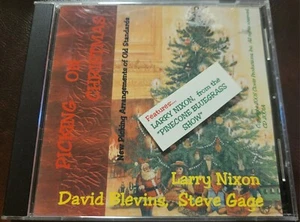 PICKING ON
CHRISTMAS
New Picking Arrangements of Old Standards
Features...
LARRY NIXON, from the
"PINECONE BLUEGRASS
SHOW"
Larry Nixon
David Blevins, Steve Gage